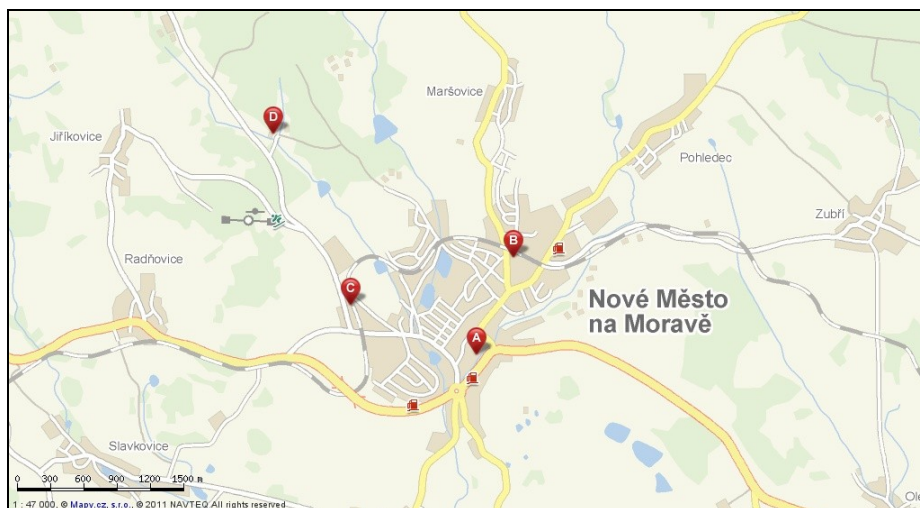 Maršovice
D
Jiříkovice
Pohledec
Zubří
B
Radňovice
C
Nové Město
na Moravě
A
Slavkovice
0 300 600 900 1200 1500 m
1 : 47 000, © Mapy.cz, s.r.o., © 2011 NAVTEQ All rights reserved
Ole